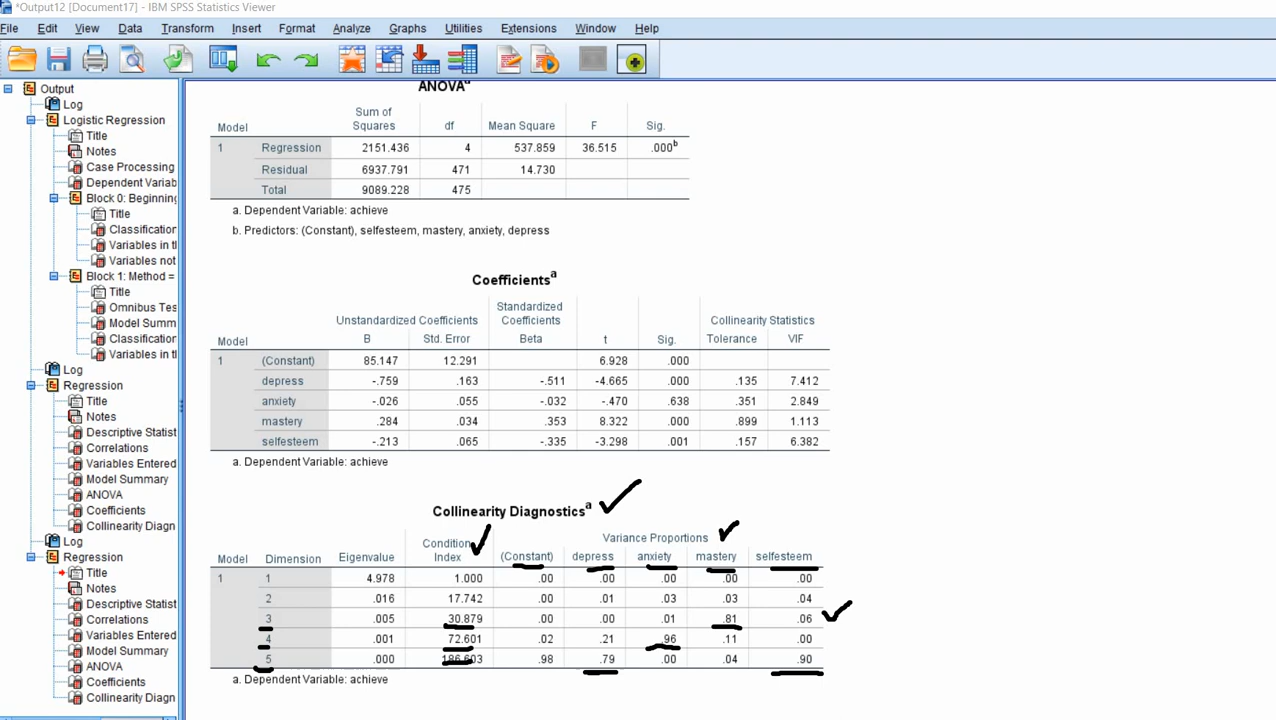 *Output12 [Document17] - IBM SPSS Statistics Viewer
File Edit View Data Transform Insert Format Analyze Graphs Utilities Extensions Window Help
Output
Log
Logistic Regression
Title
Notes
Case Processing
Dependent Variab
Block 0: Beginning
Title
Classification
Variables in th
Variables not
Block 1: Method =
Title
Omnibus Tes
Model Summ
Classification
Variables in th
Log
Regression
Title
Notes
Descriptive Statist
Correlations
Variables Entered
Model Summary
ANOVA
Coefficients
Collinearity Diagn
Log
Regression
Title
Notes
Descriptive Statist
Correlations
Variables Entered
Model Summary
ANOVA
Coefficients
Collinearity Diagn
ANOVAa
Model Sum of Squares df Mean Square F Sig.
1 Regression 2151.436 4 537.859 36.515 .000b
Residual 6937.791 471 14.730
Total 9089.228 475
a. Dependent Variable: achieve
b. Predictors: (Constant), selfesteem, mastery, anxiety, depress
Coefficientsa
Unstandardized Coefficients Standardized Coefficients Collinearity Statistics
Model B Std. Error Beta t Sig. Tolerance VIF
1 (Constant) 85.147 12.291 6.928 .000
depress -.759 .163 -.511 -4.665 .000 .135 7.412
anxiety -.026 .055 -.032 -.470 .638 .351 2.849
mastery .284 .034 .353 8.322 .000 .899 1.113
selfesteem -.213 .065 -.335 -3.298 .001 .157 6.382
a. Dependent Variable: achieve
Collinearity Diagnosticsa
Variance Proportions
Model Dimension Eigenvalue Condition Index (Constant) depress anxiety mastery selfesteem
1 1 4.978 1.000 .00 .00 .00 .00 .00
2 .016 17.742 .00 .01 .03 .03 .04
3 .005 30.879 .00 .00 .01 .81 .06
4 .001 72.601 .02 .21 .96 .11 .00
5 .000 186.603 .98 .79 .00 .04 .90
a. Dependent Variable: achieve